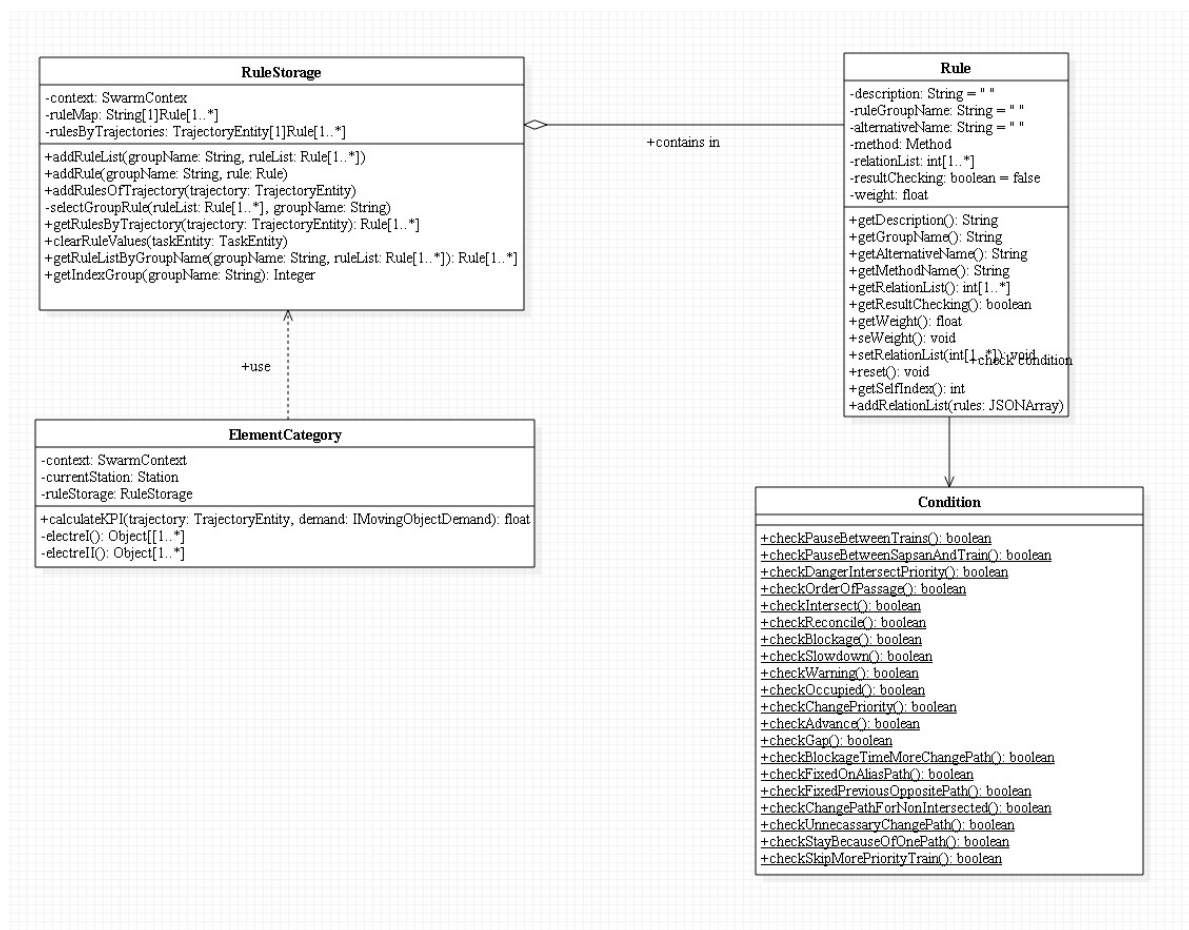 RuleStorage
-context: SwarmContex
-ruleMap: String[1]Rule[1..*]
-rulesByTrajectories: TrajectoryEntity[1]Rule[1..*]
+addRuleList(groupName: String, ruleList: Rule[1..*])
+addRule(groupName: String, rule: Rule)
+addRulesOfTrajectory(trajectory: TrajectoryEntity)
-selectGroupRule(ruleList: Rule[1..*], groupName: String)
+getRulesByTrajectory(trajectory: TrajectoryEntity): Rule[1..*]
+clearRuleValues(taskEntity: TaskEntity)
+getRuleListByGroupName(groupName: String, ruleList: Rule[1..*]): Rule[1..*]
+getIndexGroup(groupName: String): Integer
+contains in
Rule
-description: String = " "
-ruleGroupName: String = " "
-alternativeName: String = " "
-method: Method
-relationList: int[1..*]
-resultChecking: boolean = false
-weight: float
+getDescription(): String
+getGroupName(): String
+getAlternativeName(): String
+getMethodName(): String
+getRelationList(): int[1..*]
+getResultChecking(): boolean
+getWeight(): float
+seWeight(): void
+setRelationList(int[1..*]): void
+check condition
+reset(): void
+getSelfIndex(): int
+addRelationList(rules: JSONArray)
+use
ElementCategory
-context: SwarmContext
-currentStation: Station
-ruleStorage: RuleStorage
+calculateKPI(trajectory: TrajectoryEntity, demand: IMovingObjectDemand): float
-electreI(): Object[[1..*]
-electreII(): Object[1..*]
Condition
+checkPauseBetweenTrains(): boolean
+checkPauseBetweenSapsanAndTrain(): boolean
+checkDangerIntersectPriority(): boolean
+checkOrderOfPassage(): boolean
+checkIntersect(): boolean
+checkReconcile(): boolean
+checkBlockage(): boolean
+checkSlowdown(): boolean
+checkWarning(): boolean
+checkOccupied(): boolean
+checkChangePriority(): boolean
+checkAdvance(): boolean
+checkGap(): boolean
+checkBlockageTimeMoreChangePath(): boolean
+checkFixedOnAliasPath(): boolean
+checkFixedPreviousOppositePath(): boolean
+checkChangePathForNonIntersected(): boolean
+checkUnnecassaryChangePath(): boolean
+checkStayBecauseOfOnePath(): boolean
+checkSkipMorePriorityTrain(): boolean